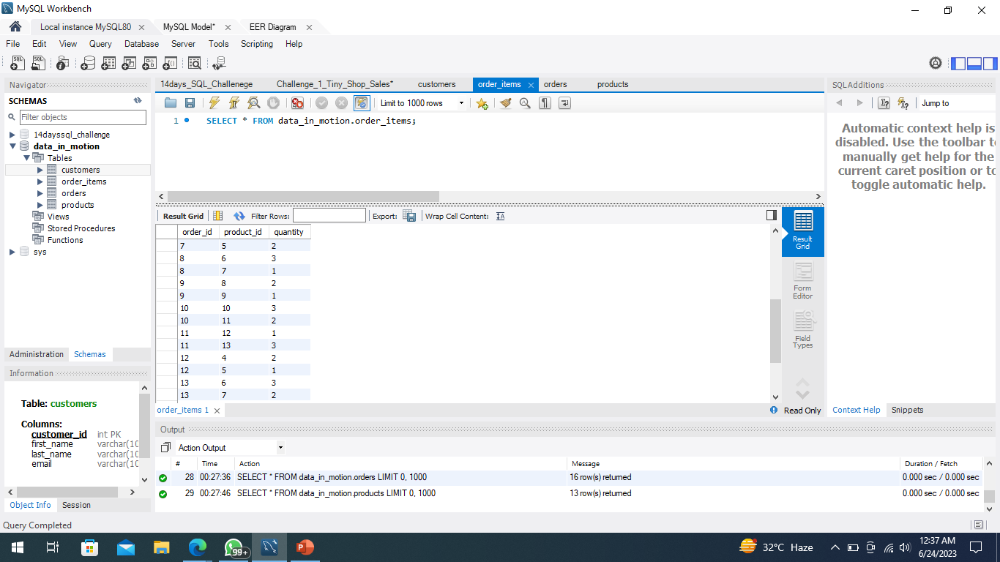 MySQL Workbench
Local instance MySQL80
MySQL Model*
EER Diagram
File Edit View Query Database Server Tools Scripting Help
Navigator
SCHEMAS
Filter objects
14dayssql_challenge
data_in_motion
Tables
customers
order_items
orders
products
Views
Stored Procedures
Functions
sys
Administration Schemas
Information
Table: customers
Columns:
customer_id int PK
first_name varchar(10
last_name varchar(10
email varchar(10
Object Info Session
14days_SQL_Challenege Challenge_1_Tiny_Shop_Sales* customers order_items orders products
Limit to 1000 rows
1 SELECT * FROM data_in_motion.order_items;
Result Grid Filter Rows: Export: Wrap Cell Content:
order_id product_id quantity
7 5 2
8 6 3
8 7 1
9 8 2
9 9 1
10 10 3
10 11 2
11 12 1
11 13 3
12 4 2
12 5 1
13 6 3
13 7 2
Result
Grid
Form
Editor
Field
Types
order_items 1
Read Only
SQLAdditions
Jump to
Automatic context help is
disabled. Use the toolbar to
manually get help for the
current caret position or to
toggle automatic help.
Context Help Snippets
Output
Action Output
# Time Action Message Duration / Fetch
28 00:27:36 SELECT * FROM data_in_motion.orders LIMIT 0, 1000 16 row(s) returned 0.000 sec / 0.000 sec
29 00:27:46 SELECT * FROM data_in_motion.products LIMIT 0, 1000 13 row(s) returned 0.000 sec / 0.000 sec
Query Completed
99+
32°C Haze
12:37 AM
6/24/2023